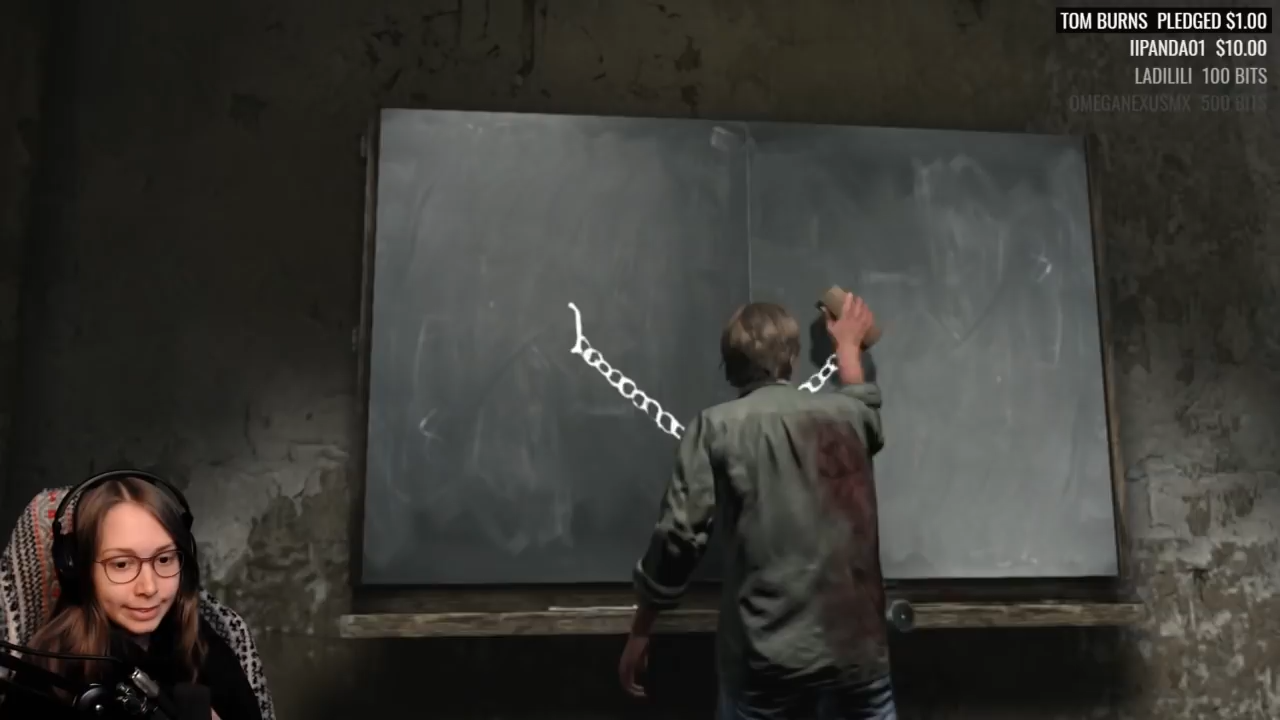 TOM BURNS PLEDGED $1.00
IIPANDA01 $10.00
LADILILI 100 BITS
OMEGANEXUSMX 500 BITS